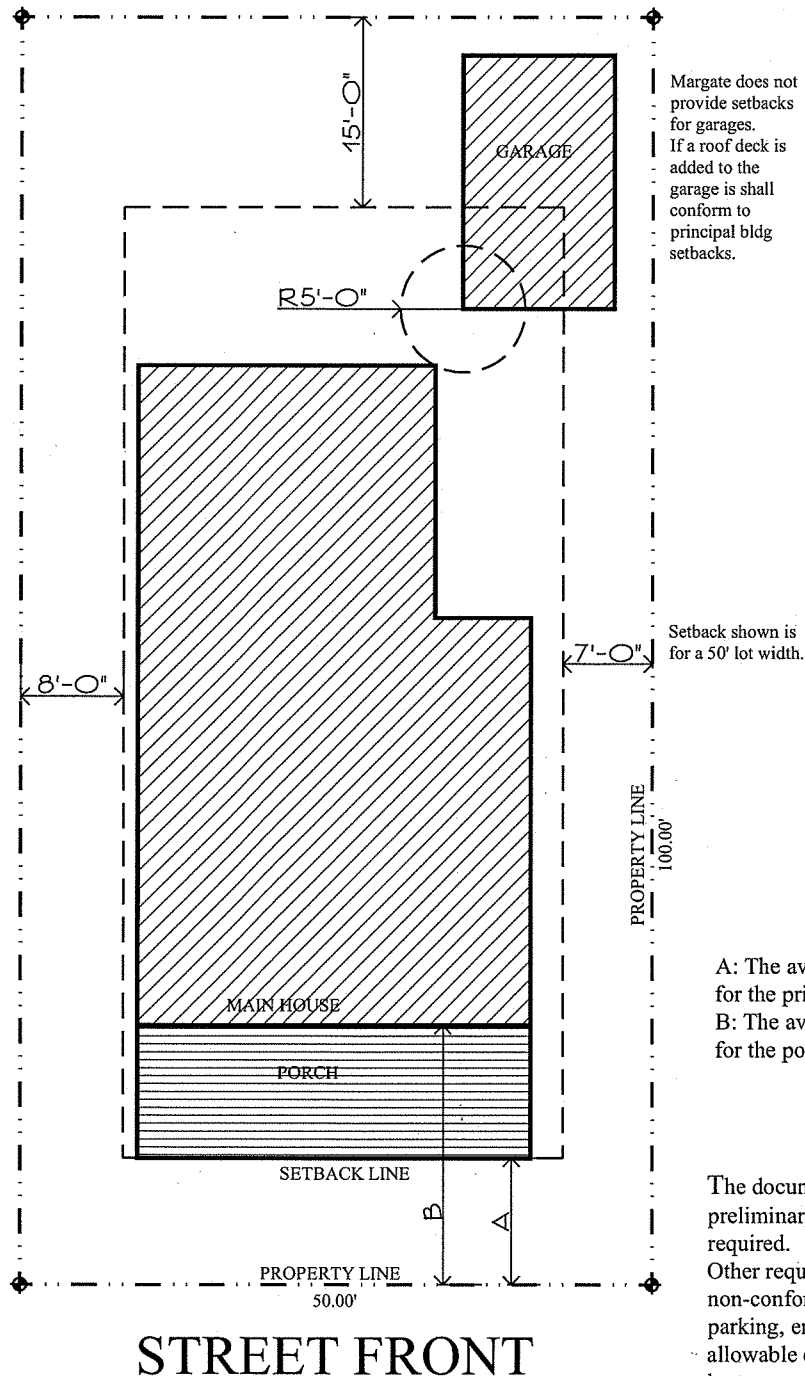 15'-0"
GARAGE
Margate does not
provide setbacks
for garages.
If a roof deck is
added to the
garage is shall
conform to
principal bldg
setbacks.
R5'-0"
Setback shown is
for a 50' lot width.
7'-0"
8'-0"
PROPERTY LINE
100.00'
A: The av
for the pri
B: The av
for the po
MAIN HOUSE
PORCH
SETBACK LINE
B
A
The docun
preliminar
required.
Other requ
non-confor
parking, er
allowable
PROPERTY LINE
50.00'
STREET FRONT